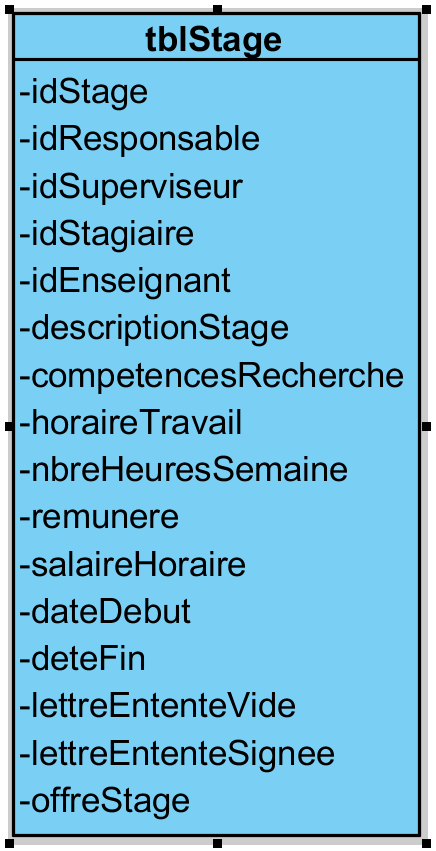 tblStage
-idStage
-idResponsable
-idSuperviseur
-idStagiaire
-idEnseignant
-descriptionStage
-competencesRecherche
-horaireTravail
-nbreHeuresSemaine
-remunere
-salaireHoraire
-dateDebut
-deteFin
-lettreEntenteVide
-lettreEntenteSignee
-offreStage